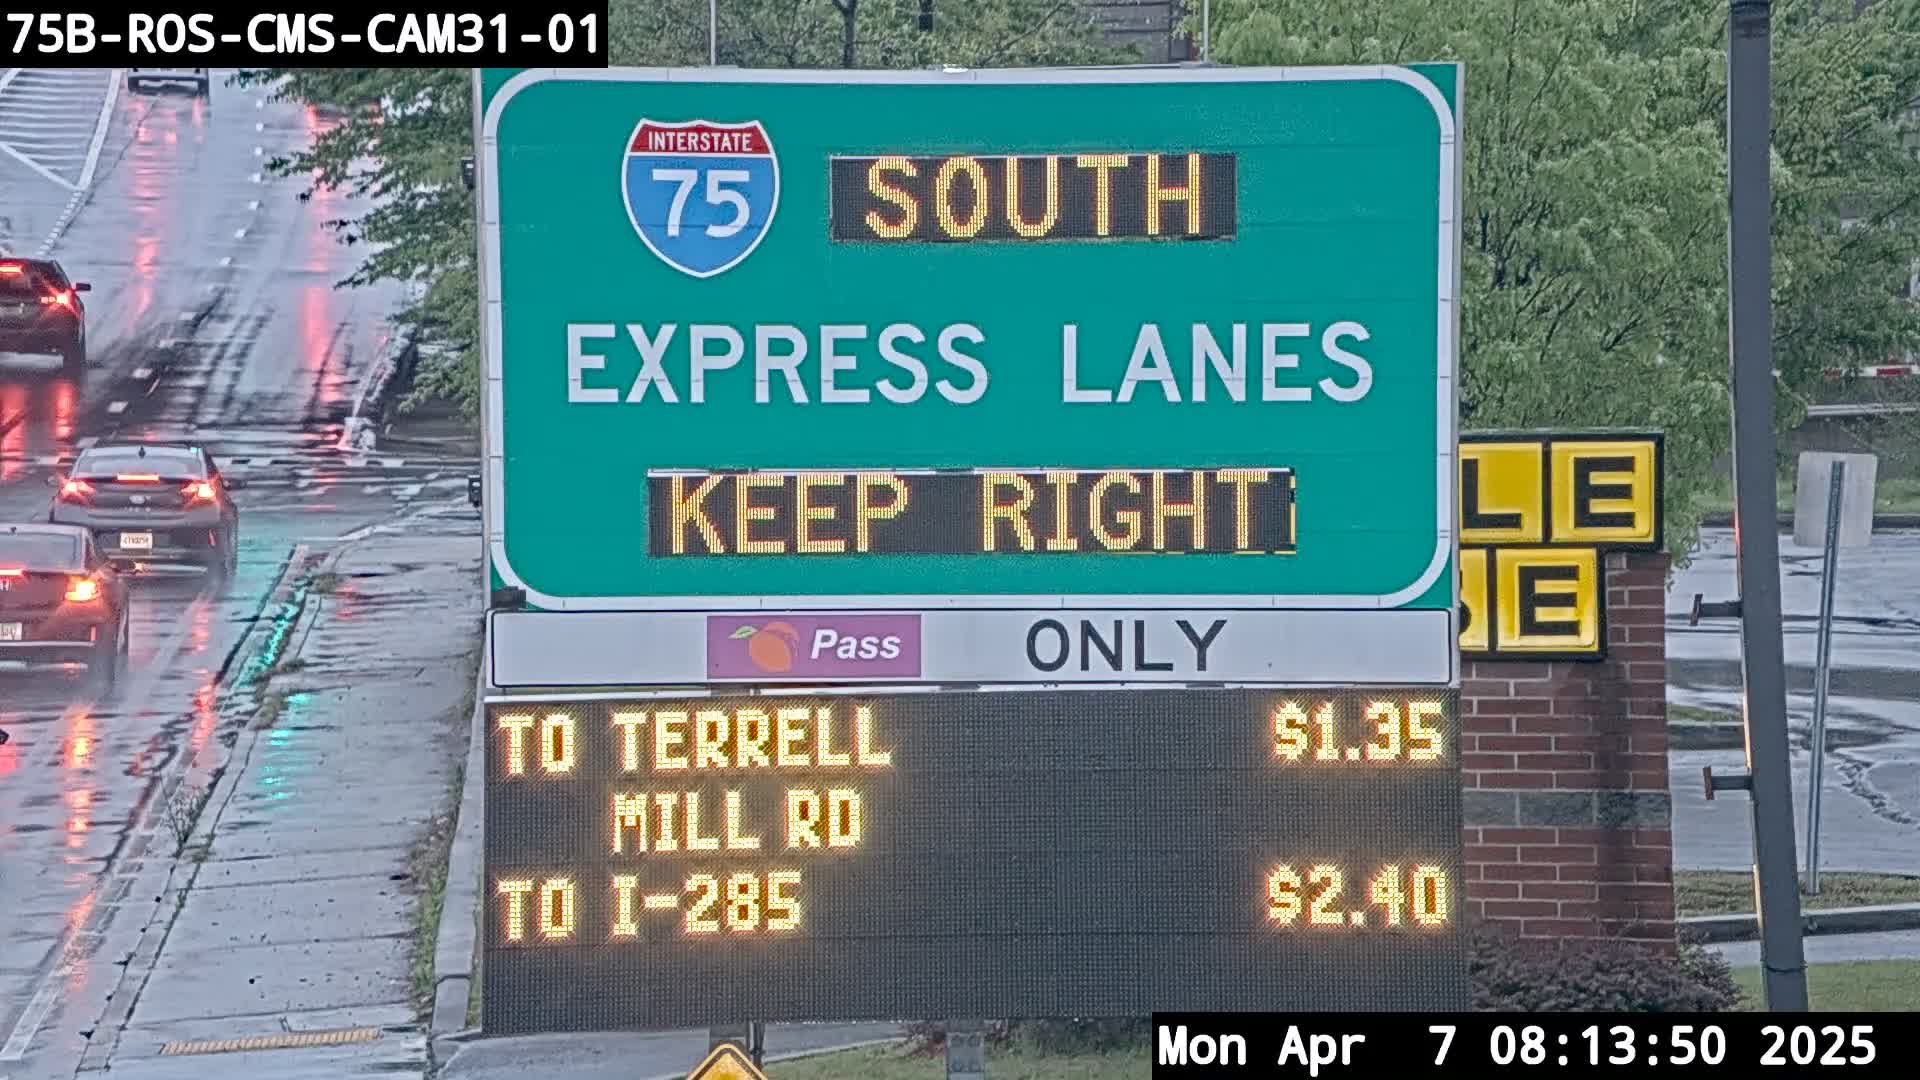 75B-ROS-CMS-CAM31-01
INTERSTATE
75
SOUTH
EXPRESS LANES
KEEP RIGHT
Pass ONLY
TO TERRELL $1.35
MILL RD
TO I-285 $2.40
LE
E
Mon Apr 7 08:13:50 2025